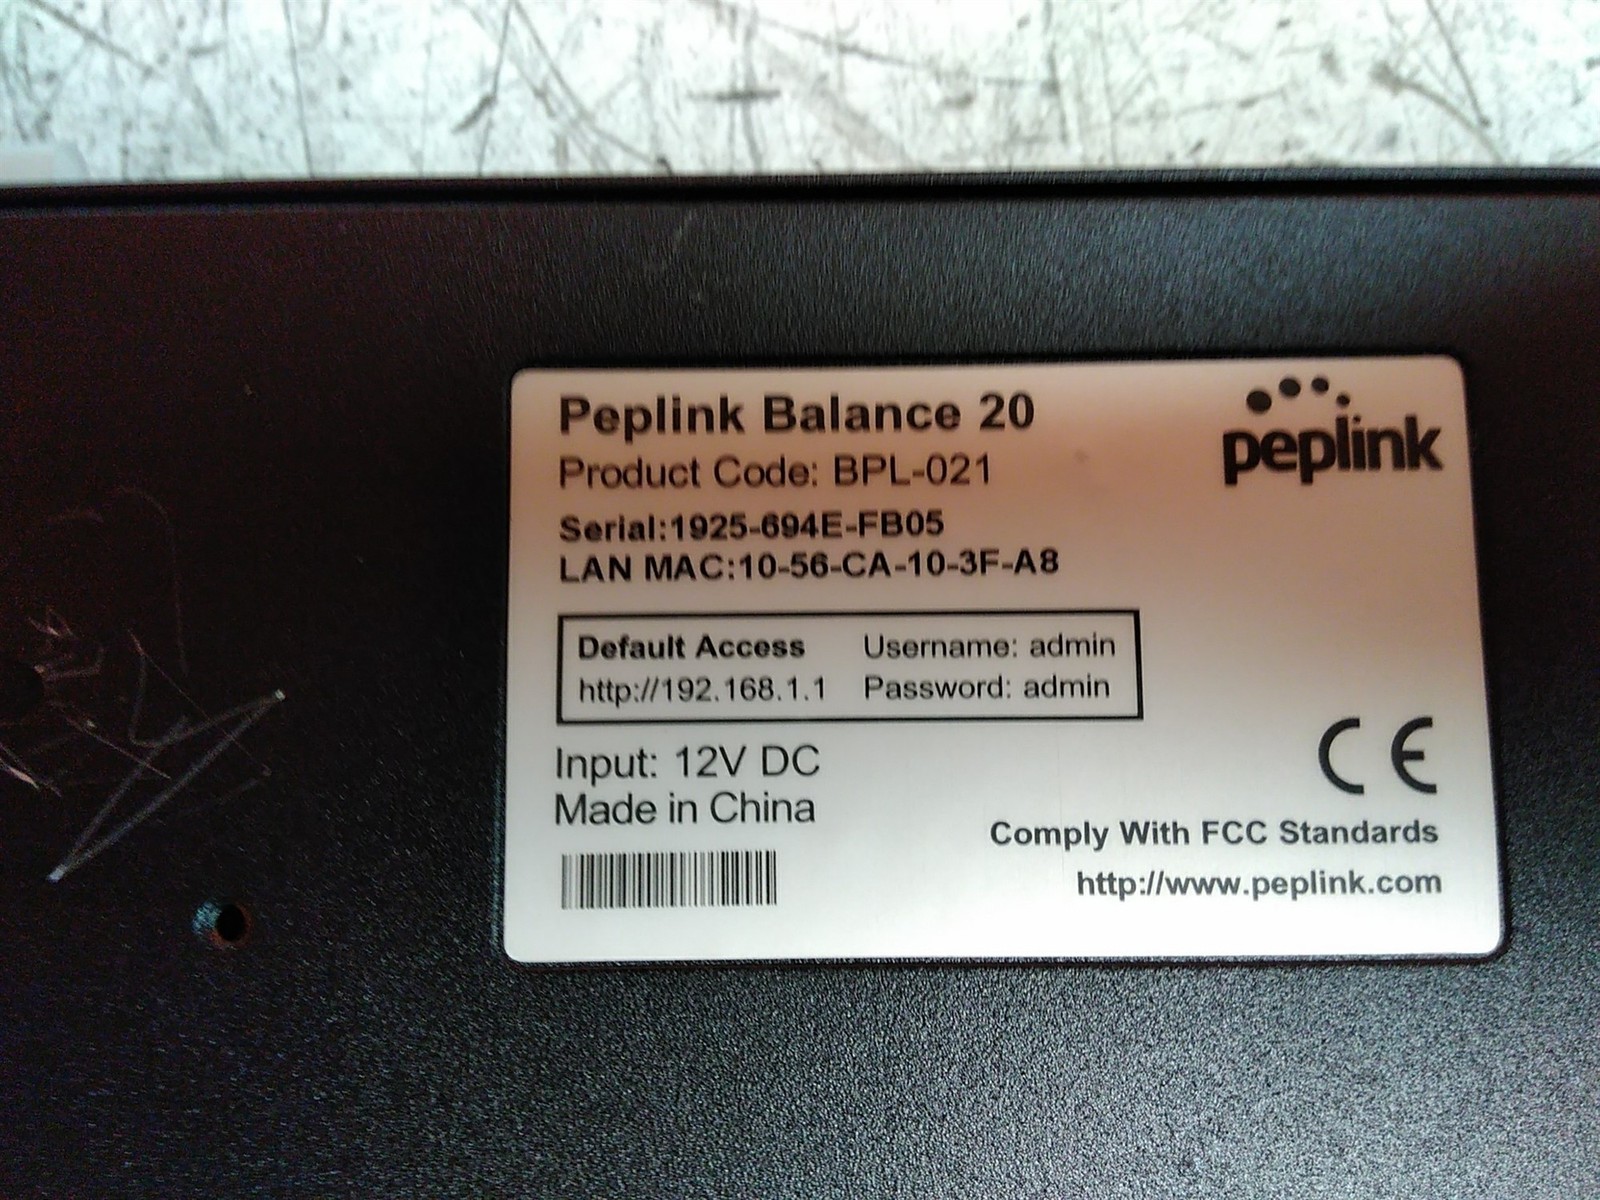 Peplink Balance 20
peplink
Product Code: BPL-021
Serial:1925-694E-FB05
LAN MAC:10-56-CA-10-3F-A8
Default Access Username: admin
http://192.168.1.1 Password: admin
Input: 12V DC
CE
Made in China
Comply With FCC Standards
http://www.peplink.com